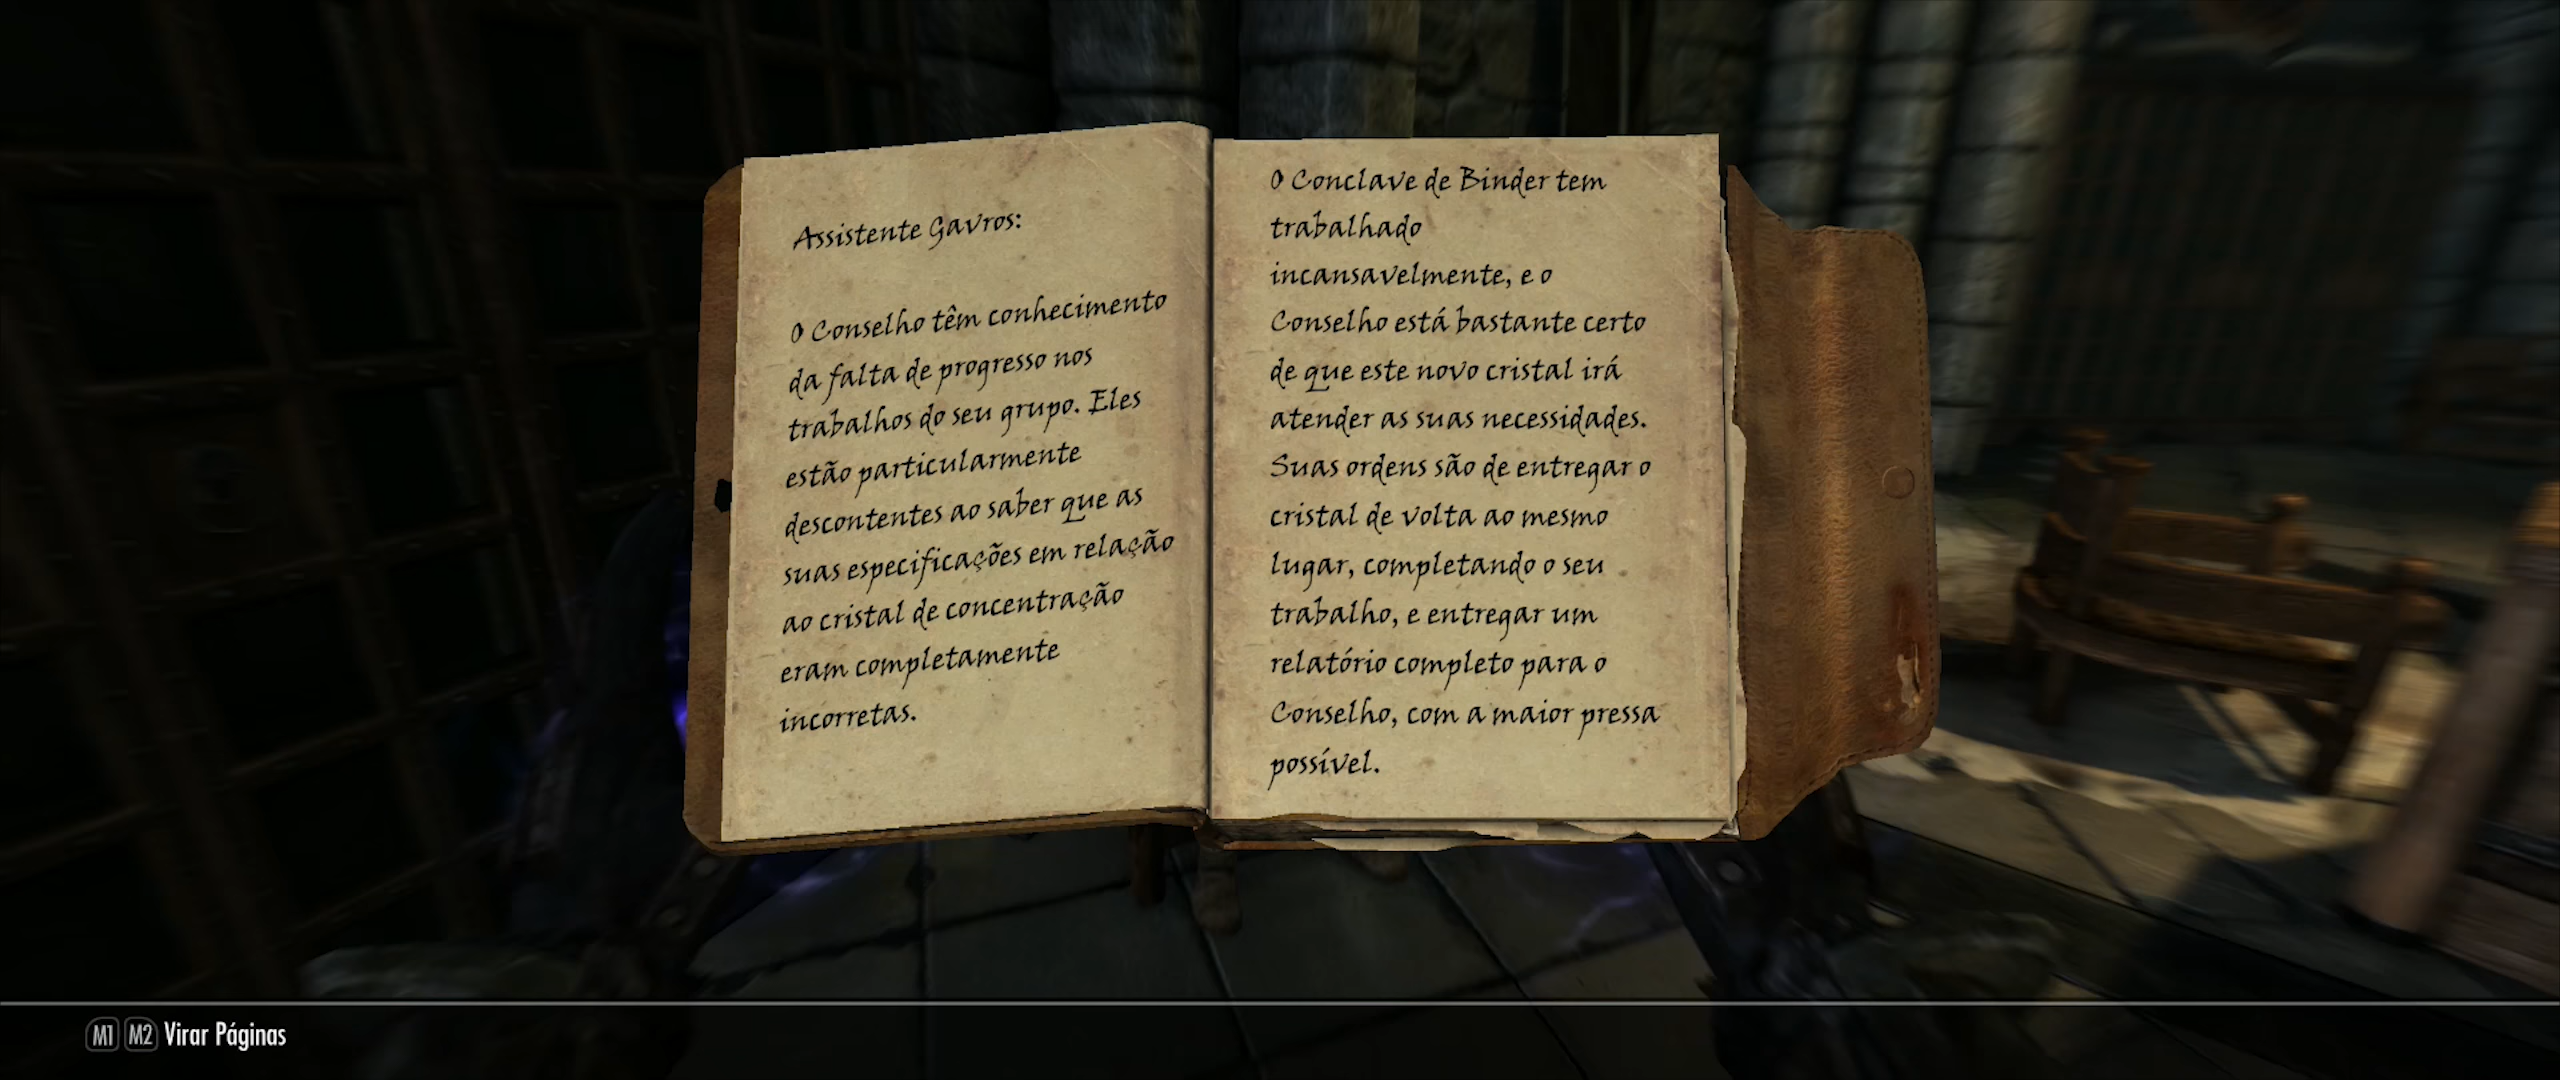 Assistente Gavros:
O Conselho têm conhecimento
da falta de progresso nos
trabalhos do seu grupo. Eles
estão particularmente
descontentes ao saber que as
suas especificações em relação
ao cristal de concentração
eram completamente
incorretas.
O Conclave de Binder tem
trabalhado
incansavelmente, e o
Conselho está bastante certo
de que este novo cristal irá
atender as suas necessidades.
Suas ordens são de entregar o
cristal de volta ao mesmo
lugar, completando o seu
trabalho, e entregar um
relatório completo para o
Conselho, com a maior pressa
possível.
M1 M2 Virar Páginas